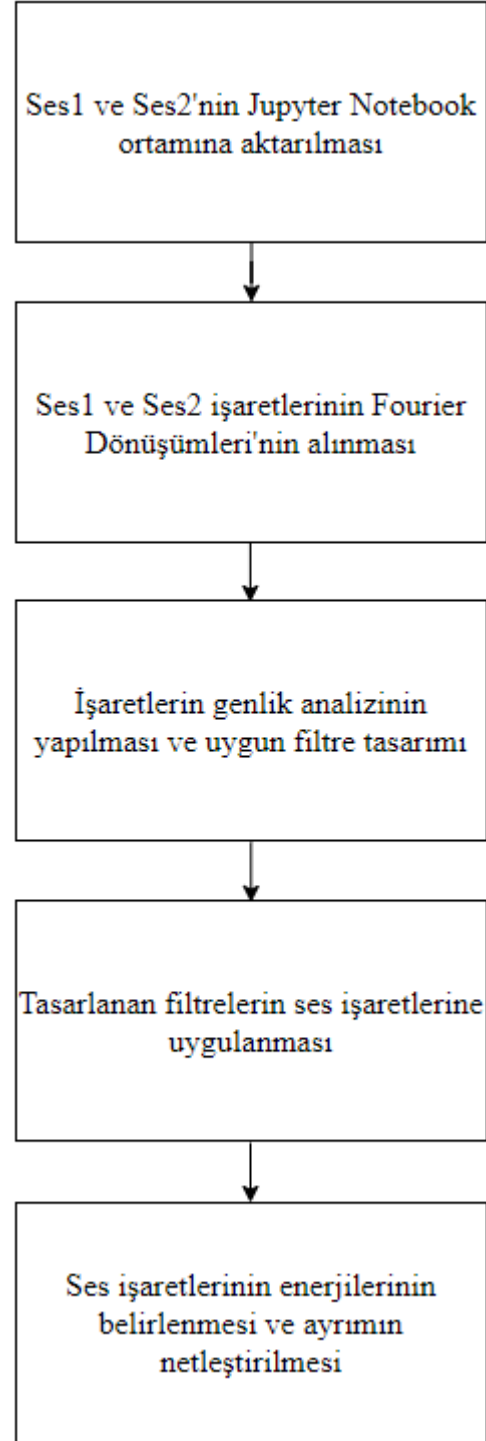 Ses1 ve Ses2'nin Jupyter Notebook
ortamına aktarılması
Ses1 ve Ses2 işaretlerinin Fourier
Dönüşümleri'nin alınması
İşaretlerin genlik analizinin
yapılması ve uygun filtre tasarımı
Tasarlanan filtrelerin ses işaretlerine
uygulanması
Ses işaretlerinin enerjilerinin
belirlenmesi ve ayrımın
netleştirilmesi